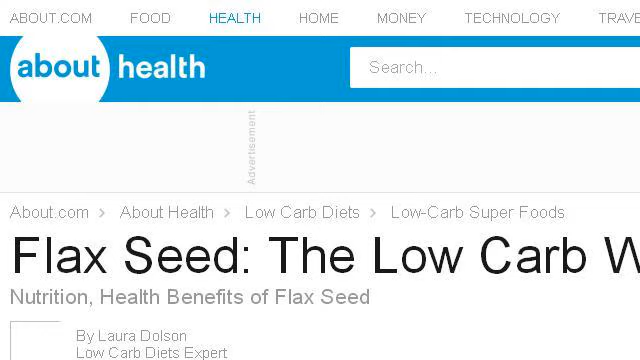 ABOUT.COM FOOD HEALTH HOME MONEY TECHNOLOGY
about health
Search...
Advertisement
About.com > About Health > Low Carb Diets > Low-Carb Super Foods
Flax Seed: The Low Carb
Nutrition, Health Benefits of Flax Seed
By Laura Dolson
Low Carb Diets Expert